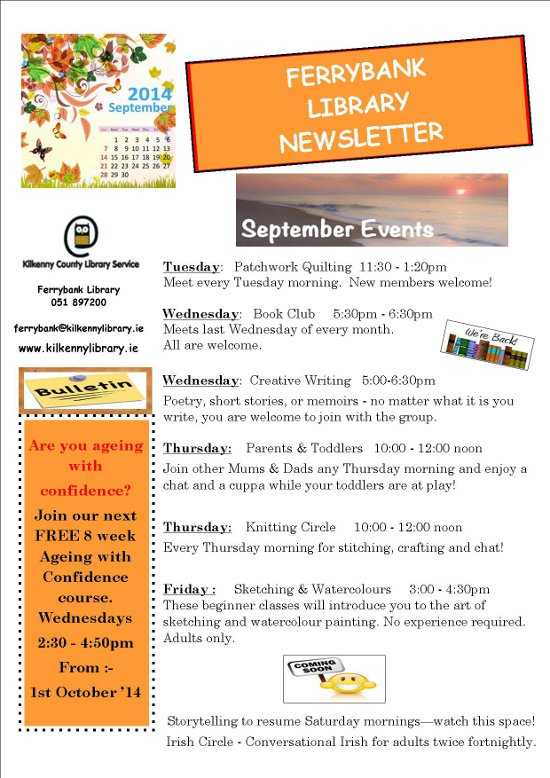 2014
September
Sun Mon Tue Wed Thu Fri Sat
1 2 3 4 5 6
7 8 9 10 11 12 13
14 15 16 17 18 19 20
21 22 23 24 25 26 27
28 29 30
FERRYBANK
LIBRARY
NEWSLETTER
September Events
Kilkenny County Library Service
Ferrybank Library
051 897200
ferrybank@kilkennylibrary.ie
www.kilkennylibrary.ie
Bulletin
Are you ageing
with
confidence?
Join our next
FREE 8 week
Ageing with
Confidence
course.
Wednesdays
2:30 - 4:50pm
From :-
1st October ’14
Tuesday: Patchwork Quilting 11:30 - 1:20pm
Meet every Tuesday morning. New members welcome!
Wednesday: Book Club 5:30pm - 6:30pm
Meets last Wednesday of every month.
All are welcome.
We're Back!
Wednesday: Creative Writing 5:00-6:30pm
Poetry, short stories, or memoirs - no matter what it is you
write, you are welcome to join with the group.
Thursday: Parents & Toddlers 10:00 - 12:00 noon
Join other Mums & Dads any Thursday morning and enjoy a
chat and a cuppa while your toddlers are at play!
Thursday: Knitting Circle 10:00 - 12:00 noon
Every Thursday morning for stitching, crafting and chat!
Friday : Sketching & Watercolours 3:00 - 4:30pm
These beginner classes will introduce you to the art of
sketching and watercolour painting. No experience required.
Adults only.
COMING
SOON
Storytelling to resume Saturday mornings—watch this space!
Irish Circle - Conversational Irish for adults twice fortnightly.